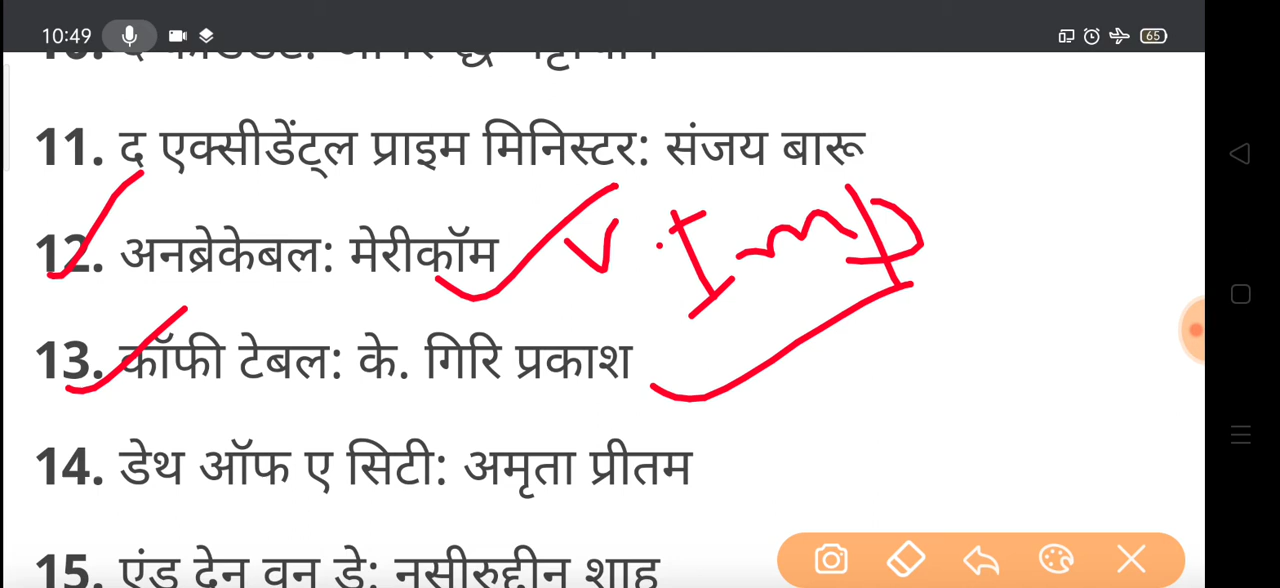 10:49 65
11. द एक्सीडेंट्ल प्राइम मिनिस्टर: संजय बारू
12. अनब्रेकेबल: मेरीकॉम V. Imp
13. कॉफी टेबल: के. गिरि प्रकाश
14. डेथ ऑफ ए सिटी: अमृता प्रीतम
15. एंड देन वन डे: नसीरुद्दीन शाह